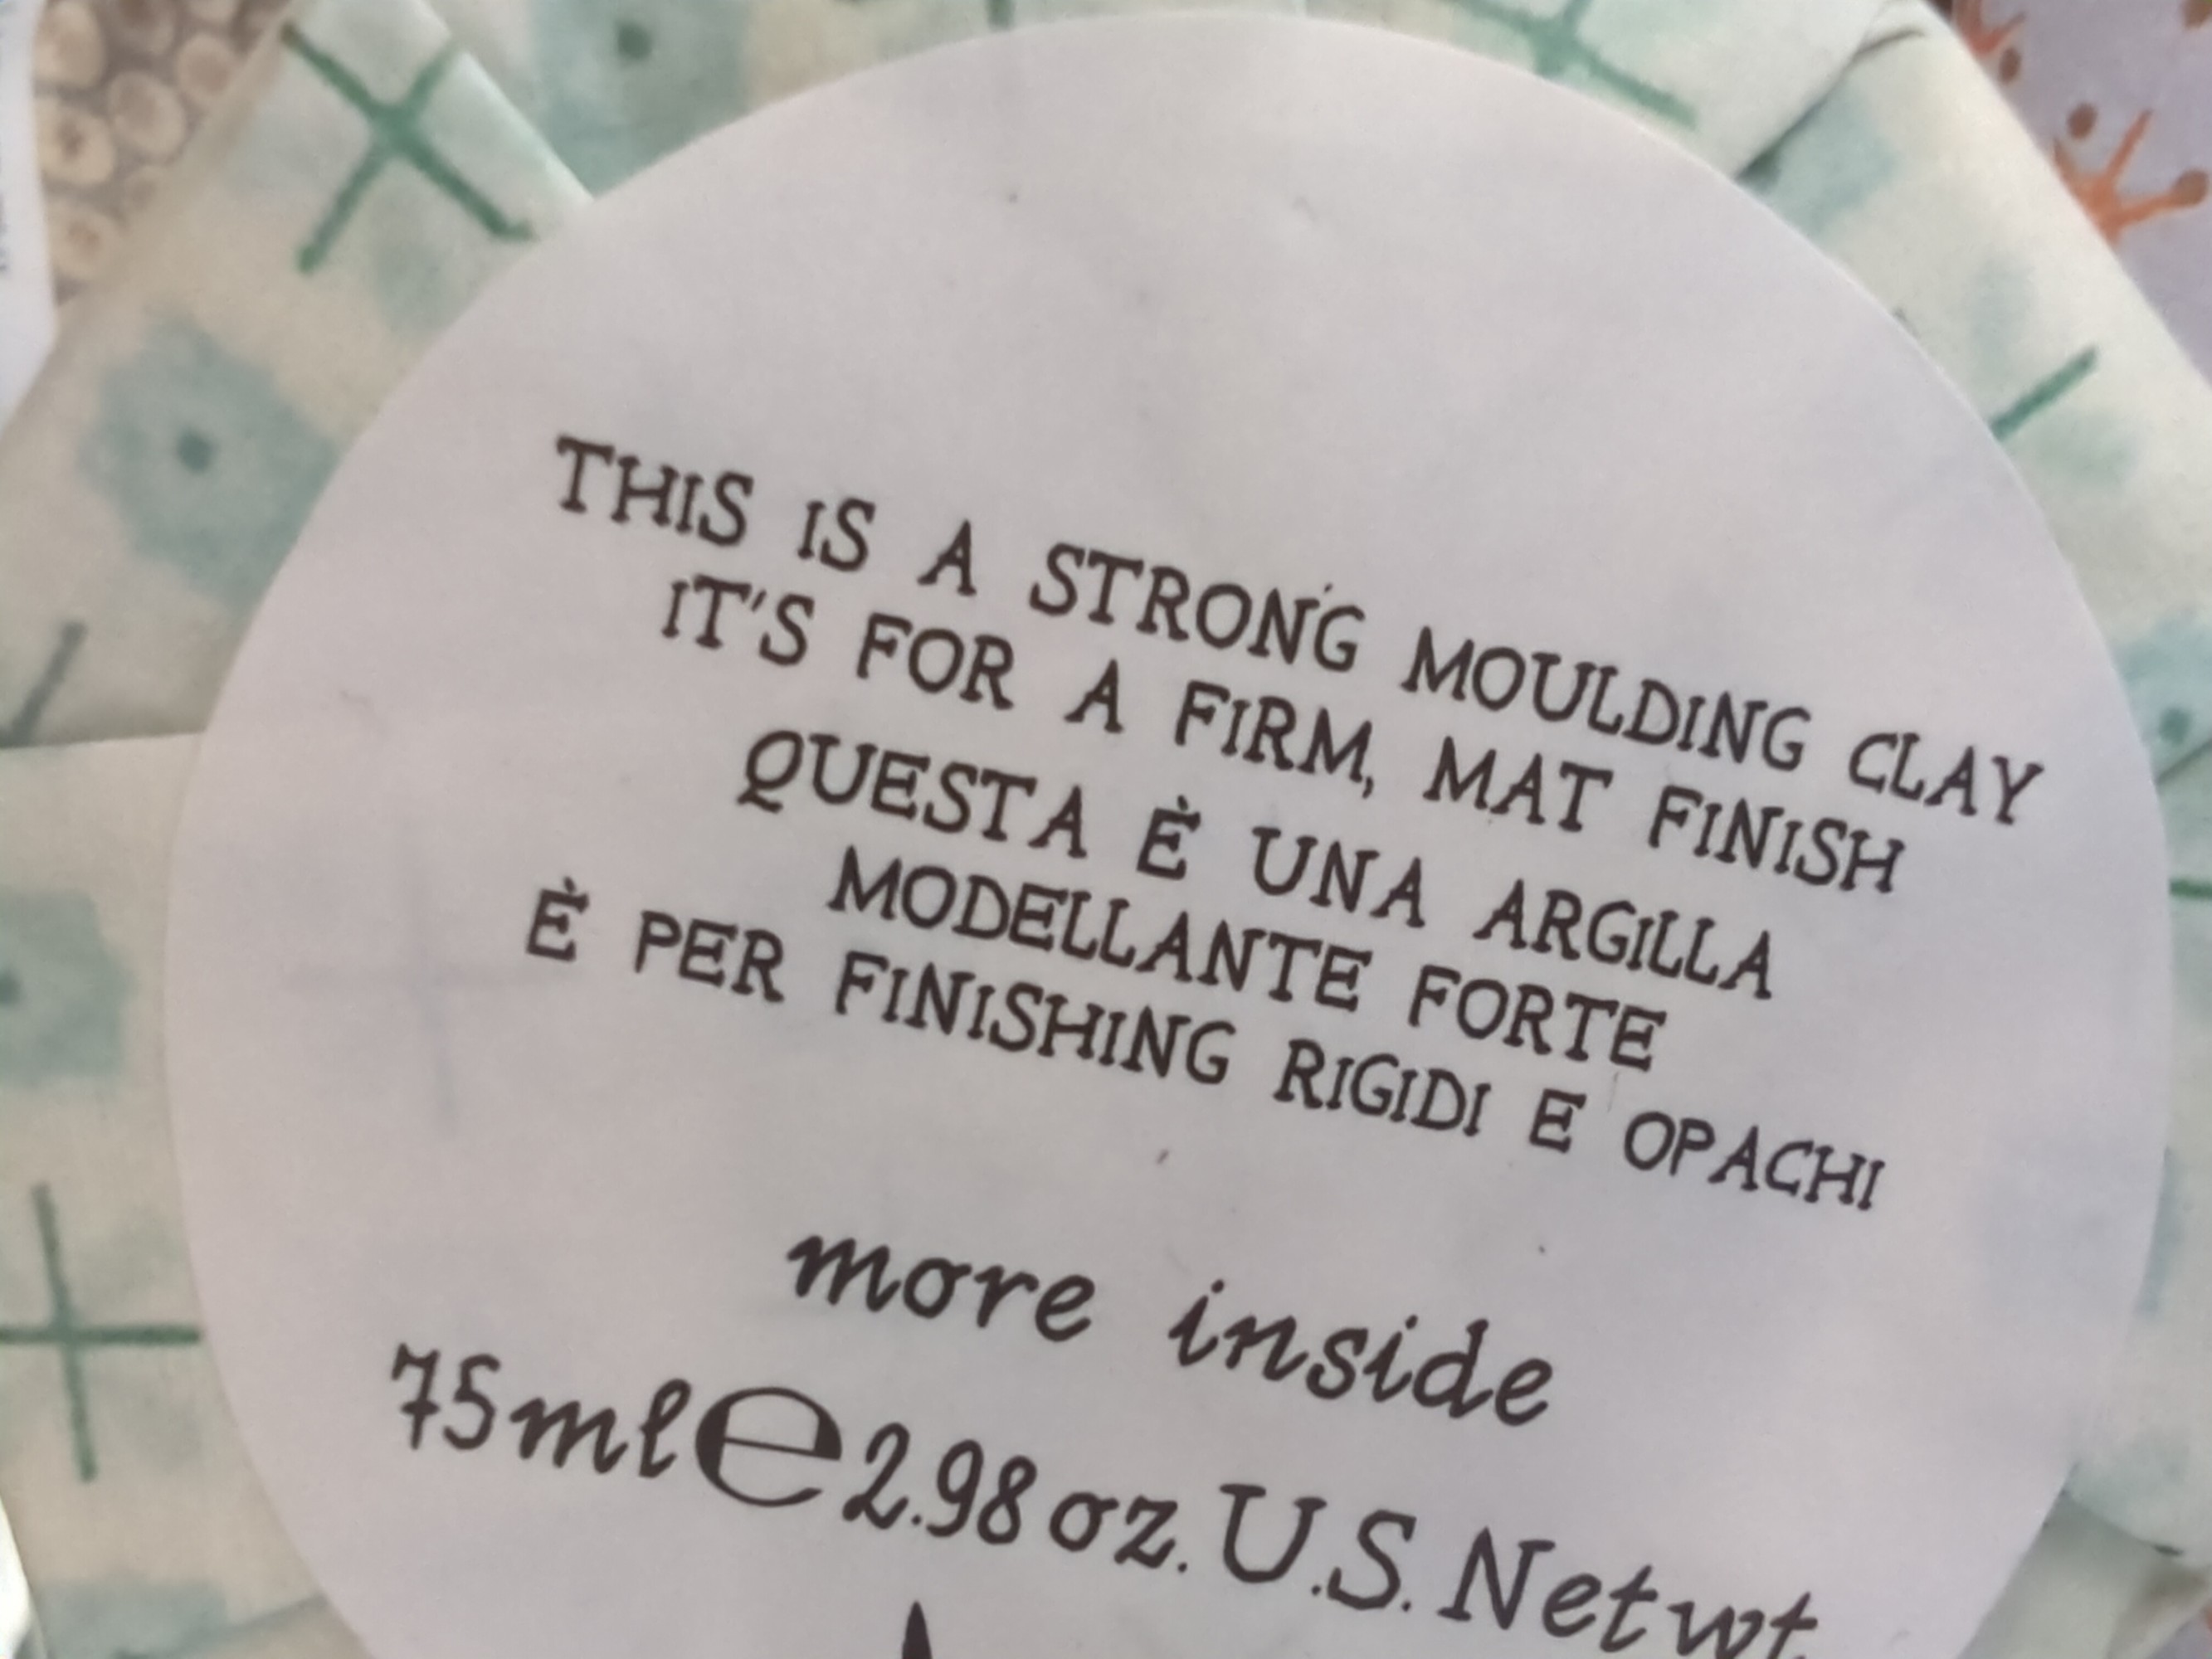 THIS IS A STRONG MOULDING CLAY
IT'S FOR A FIRM, MAT FINISH
QUESTA È UNA ARGILLA
MODELLANTE FORTE
È PER FINISHING RIGIDI E OPACHI
more inside
75ml℮2.98 oz. U.S. Net wt.